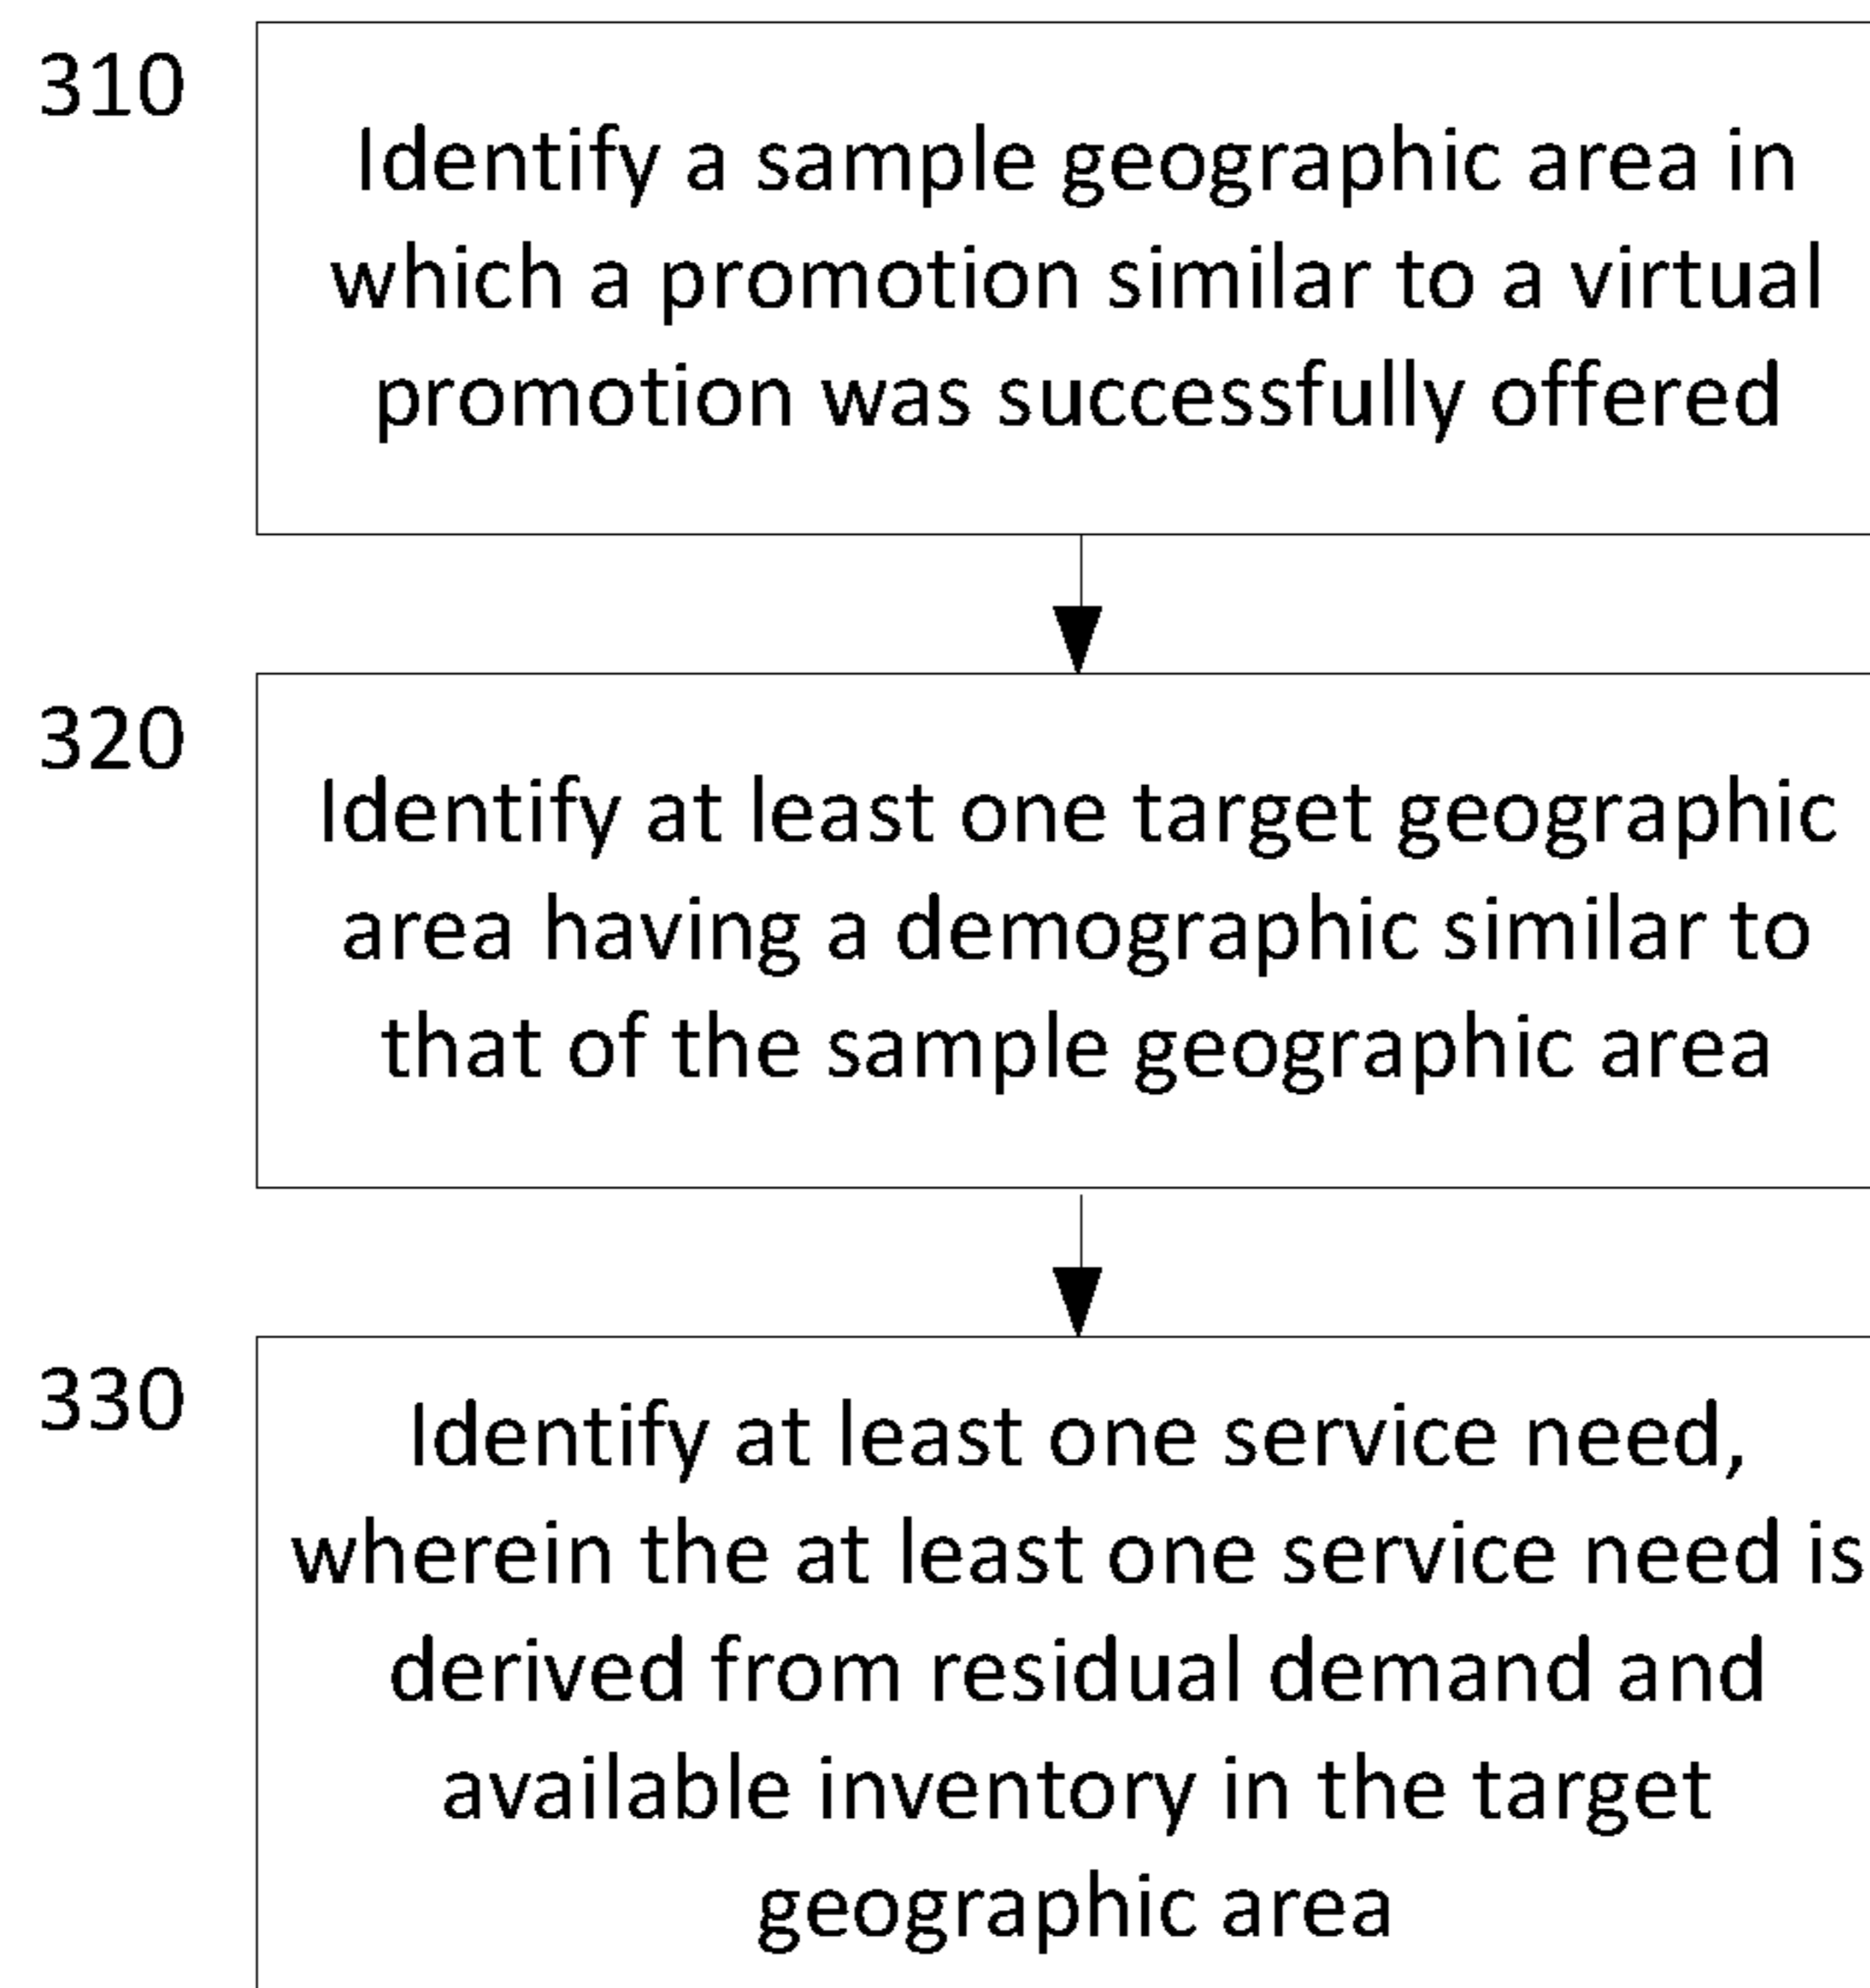 310
Identify a sample geographic area in
which a promotion similar to a virtual
promotion was successfully offered
320
Identify at least one target geographic
area having a demographic similar to
that of the sample geographic area
330
Identify at least one service need,
wherein the at least one service need is
derived from residual demand and
available inventory in the target
geographic area